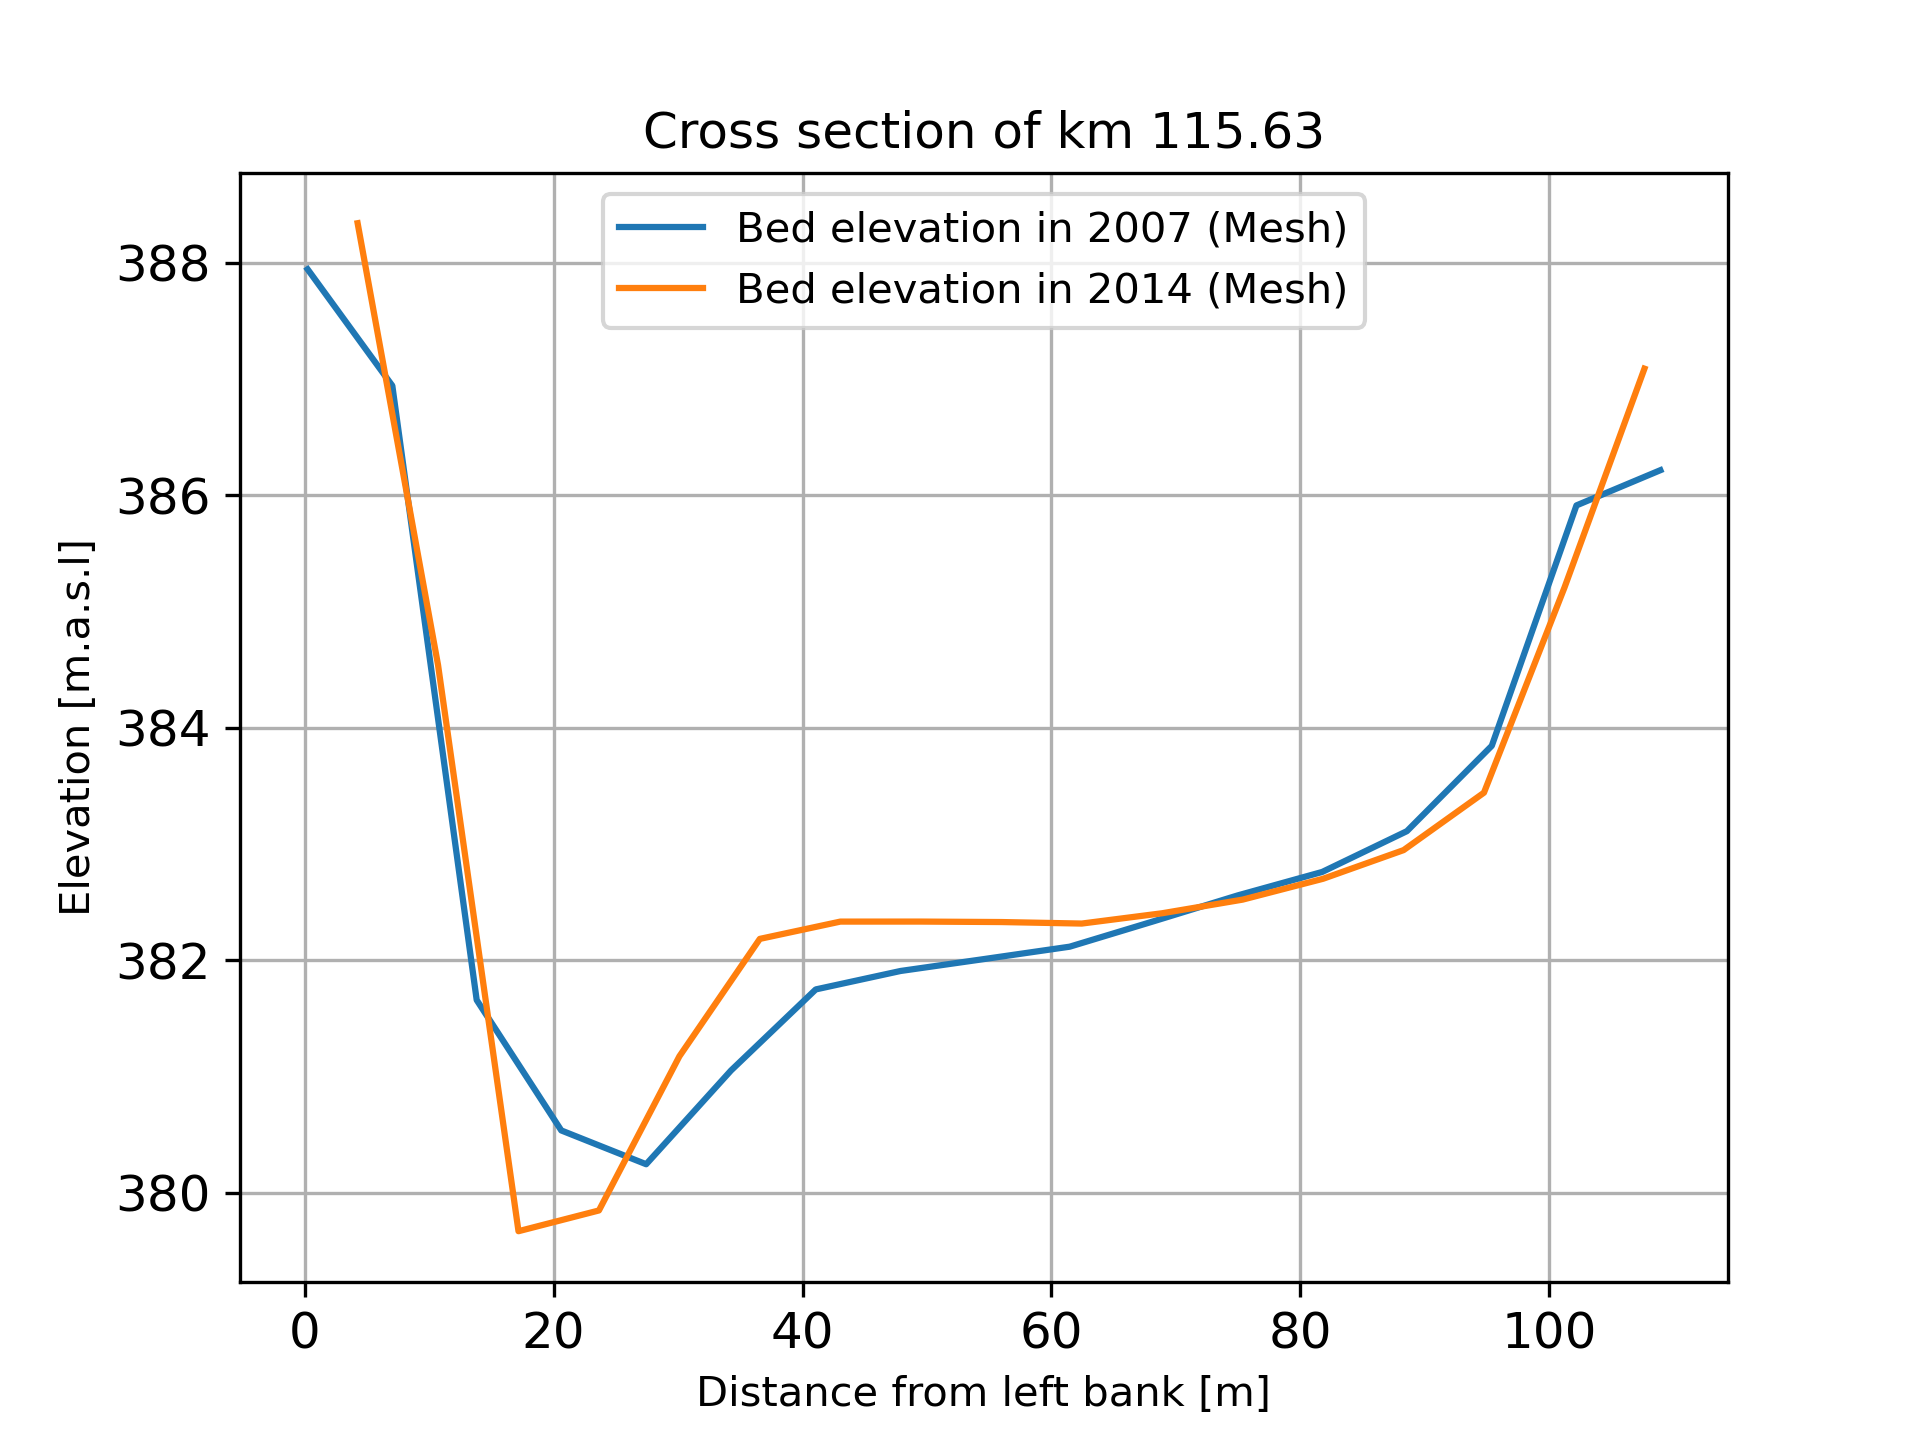 Cross section of km 115.63
Bed elevation in 2007 (Mesh)
Bed elevation in 2014 (Mesh)
388
386
384
382
380
Elevation [m.a.s.l]
0 20 40 60 80 100
Distance from left bank [m]